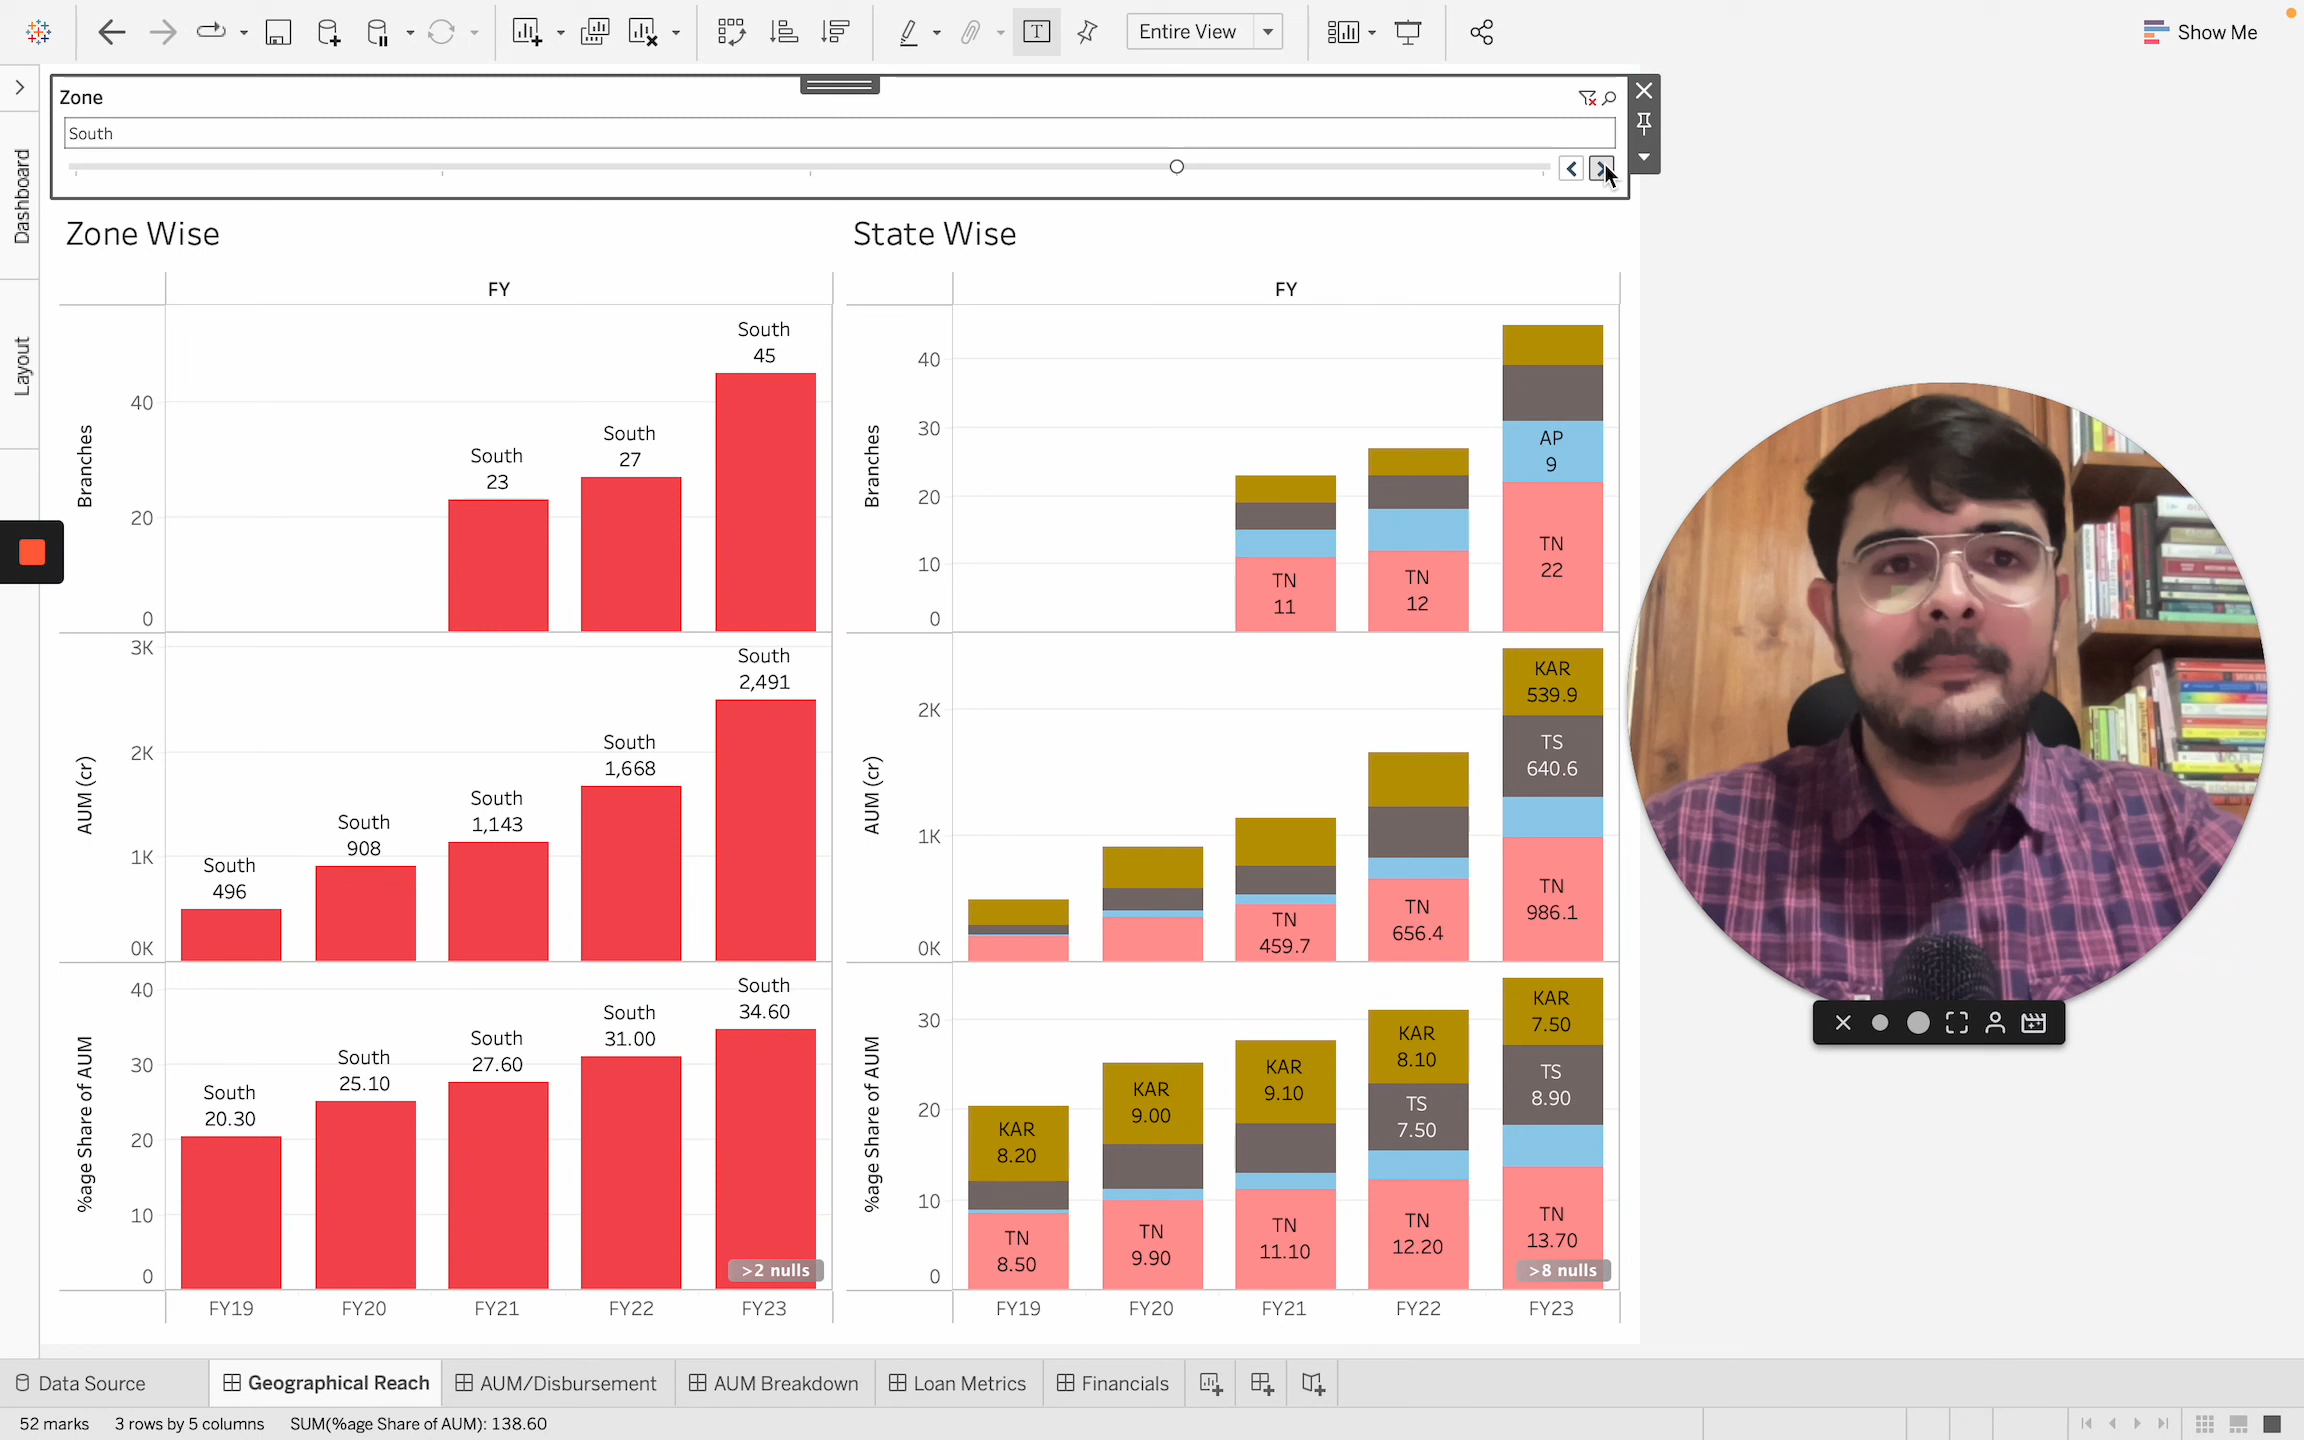 Entire View
Show Me
Zone
South
Dashboard
Layout
Zone Wise
State Wise
FY
FY
Branches
40
20
0
South
23
South
27
South
45
Branches
40
30
20
10
0
TN
11
TN
12
AP
9
TN
22
AUM (cr)
3K
2K
1K
0K
South
496
South
908
South
1,143
South
1,668
South
2,491
AUM (cr)
2K
1K
0K
TN
459.7
TN
656.4
KAR
539.9
TS
640.6
TN
986.1
%age Share of AUM
40
30
20
10
0
South
20.30
South
25.10
South
27.60
South
31.00
South
34.60
>2 nulls
%age Share of AUM
30
20
10
0
KAR
8.20
TN
8.50
KAR
9.00
TN
9.90
KAR
9.10
TN
11.10
KAR
8.10
TS
7.50
TN
12.20
KAR
7.50
TS
8.90
TN
13.70
>8 nulls
FY19
FY20
FY21
FY22
FY23
FY19
FY20
FY21
FY22
FY23
Data Source
Geographical Reach
AUM/Disbursement
AUM Breakdown
Loan Metrics
Financials
52 marks
3 rows by 5 columns
SUM(%age Share of AUM): 138.60